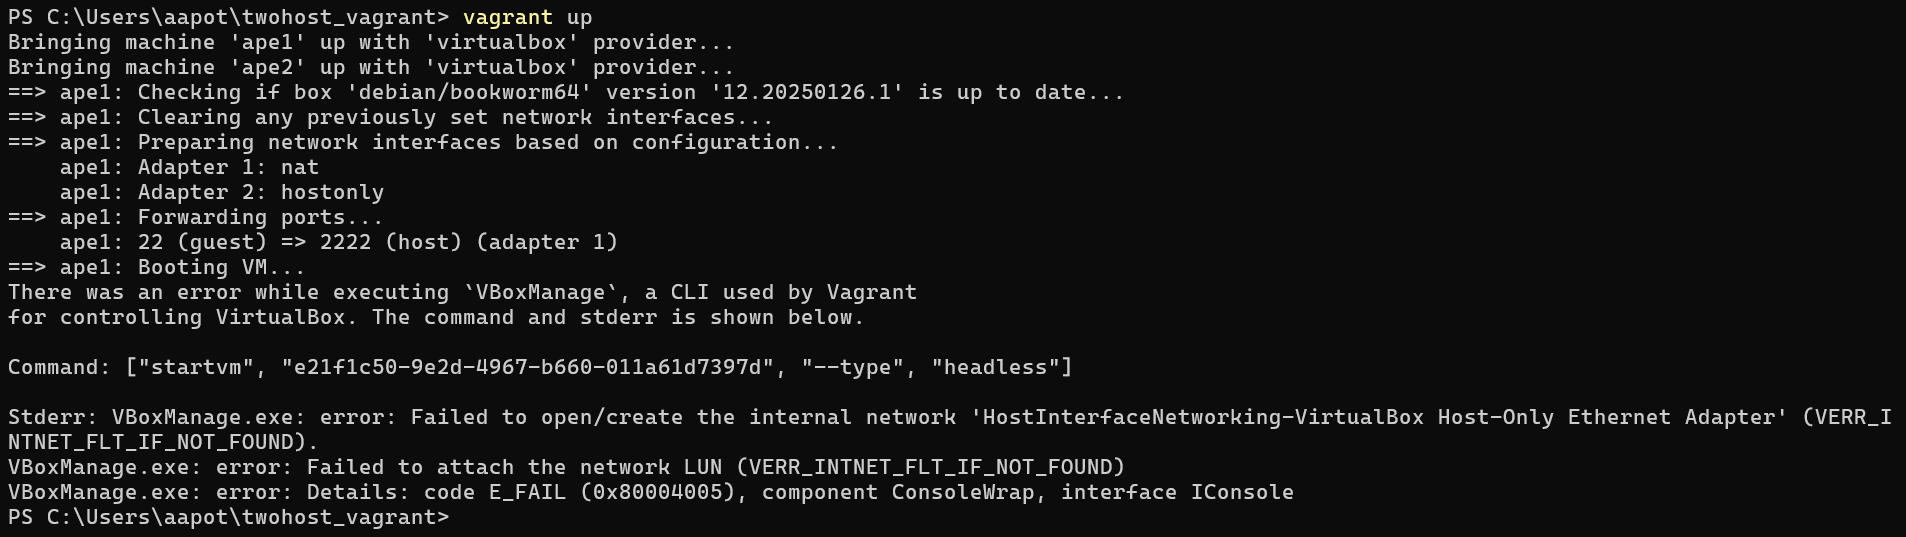 PS C:\Users\aapot\twohost_vagrant> vagrant up
Bringing machine 'ape1' up with 'virtualbox' provider...
Bringing machine 'ape2' up with 'virtualbox' provider...
==> ape1: Checking if box 'debian/bookworm64' version '12.20250126.1' is up to date...
==> ape1: Clearing any previously set network interfaces...
==> ape1: Preparing network interfaces based on configuration...
    ape1: Adapter 1: nat
    ape1: Adapter 2: hostonly
==> ape1: Forwarding ports...
    ape1: 22 (guest) => 2222 (host) (adapter 1)
==> ape1: Booting VM...
There was an error while executing `VBoxManage`, a CLI used by Vagrant
for controlling VirtualBox. The command and stderr is shown below.

Command: ["startvm", "e21f1c50-9e2d-4967-b660-011a61d7397d", "--type", "headless"]

Stderr: VBoxManage.exe: error: Failed to open/create the internal network 'HostInterfaceNetworking-VirtualBox Host-Only Ethernet Adapter' (VERR_I
NTNET_FLT_IF_NOT_FOUND).
VBoxManage.exe: error: Failed to attach the network LUN (VERR_INTNET_FLT_IF_NOT_FOUND)
VBoxManage.exe: error: Details: code E_FAIL (0x80004005), component ConsoleWrap, interface IConsole
PS C:\Users\aapot\twohost_vagrant>